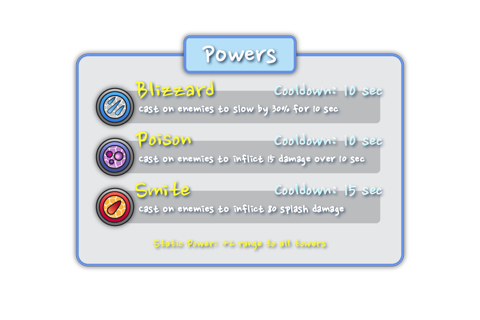 Powers
Blizzard Cooldown: 10 sec
cast on enemies to slow by 30% for 10 sec
Poison Cooldown: 10 sec
cast on enemies to inflict 15 damage over 10 sec
Smite Cooldown: 15 sec
cast on enemies to inflict 80 splash damage
Static Power: range to all towers